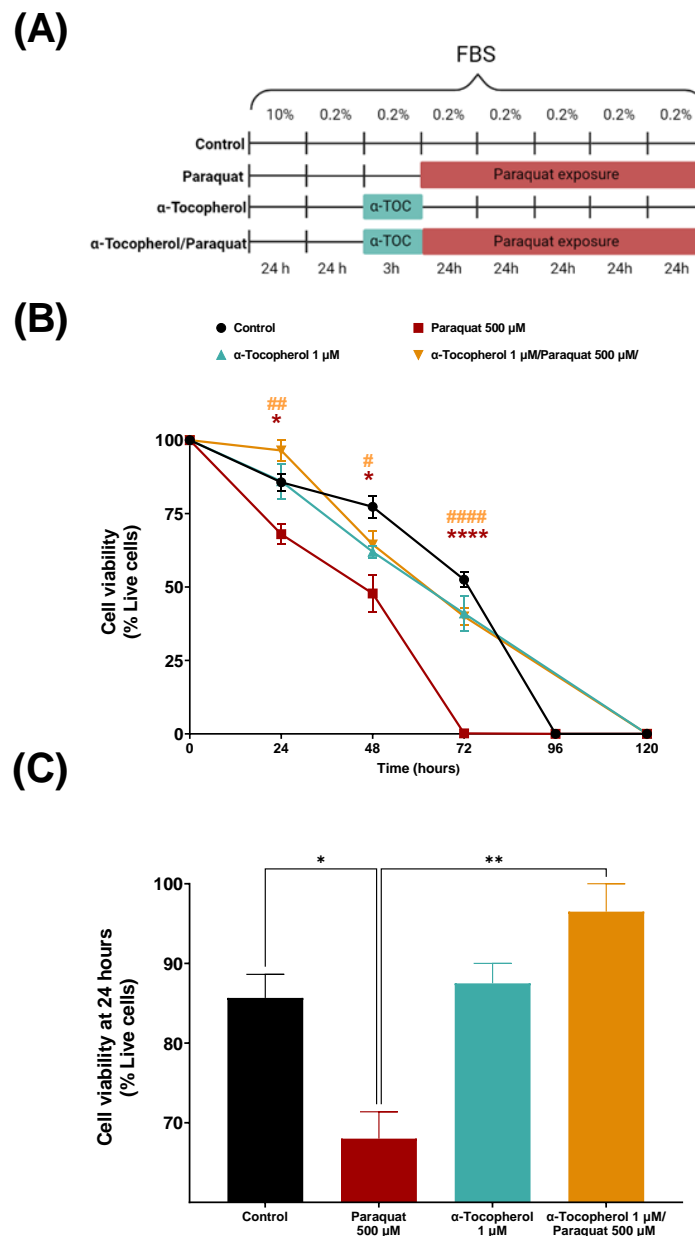 (A)
FBS
10% 0.2% 0.2% 0.2% 0.2% 0.2% 0.2% 0.2%
Control
Paraquat Paraquat exposure
α-Tocopherol α-TOC
α-Tocopherol/Paraquat α-TOC Paraquat exposure
24 h 24 h 3h 24h 24h 24h 24h 24h
(B)
Control Paraquat 500 µM
α-Tocopherol 1 µM α-Tocopherol 1 µM/Paraquat 500 µM/
##
*
#
*
####
****
100
75
50
25
0
Cell viability
(% Live cells)
0 24 48 72 96 120
Time (hours)
(C)
* **
100
90
80
70
Cell viability at 24 hours
(% Live cells)
Control Paraquat α-Tocopherol α-Tocopherol 1 µM/
500 µM 1 µM Paraquat 500 µM